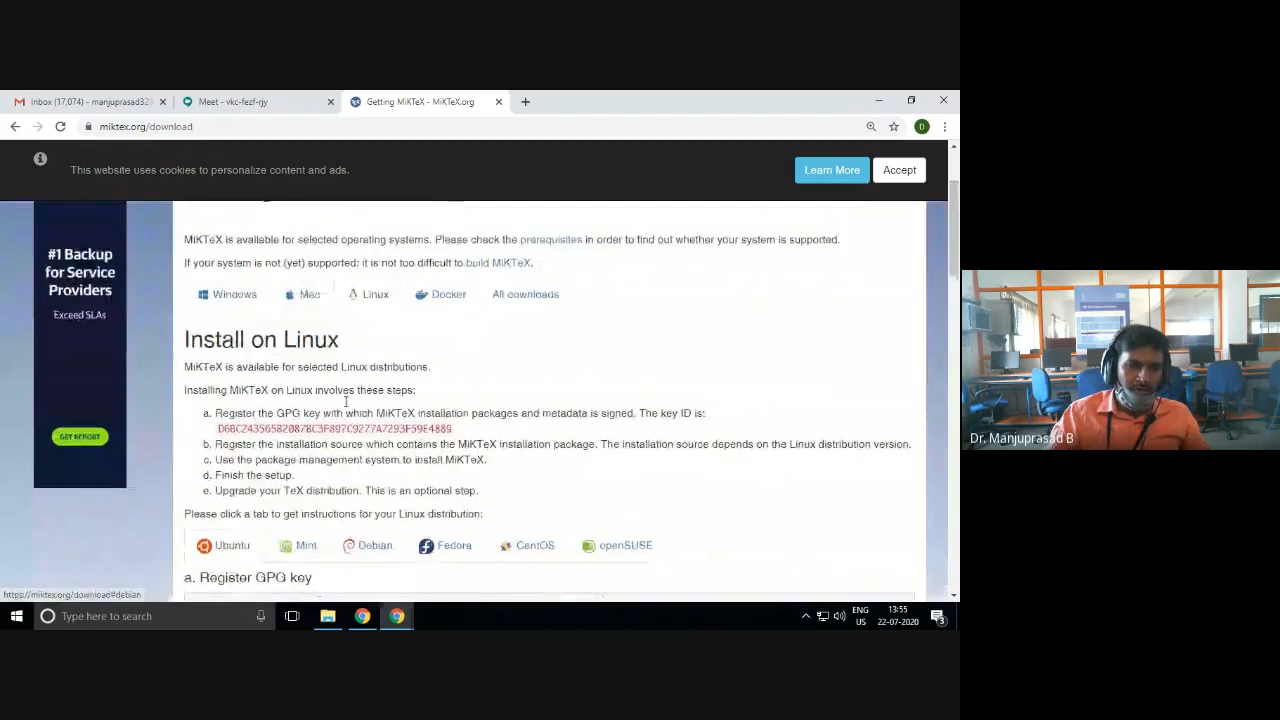 Inbox (17,074) - manjuprasad32
Meet - vkc-fezf-rjy
Getting MiKTeX - MiKTeX.org
miktex.org/download
D
This website uses cookies to personalize content and ads.
Learn More
Accept
#1 Backup
for Service
Providers
Exceed SLAs
GET REPORT
MiKTeX is available for selected operating systems. Please check the prerequisites in order to find out whether your system is supported.
If your system is not (yet) supported: it is not too difficult to build MiKTeX.
Windows
Mac
Linux
Docker
All downloads
Install on Linux
MiKTeX is available for selected Linux distributions.
Installing MiKTeX on Linux involves these steps:
a. Register the GPG key with which MiKTeX installation packages and metadata is signed. The key ID is:
D6BC243565B2087BC3F897C9277A7293F59E4889
b. Register the installation source which contains the MiKTeX installation package. The installation source depends on the Linux distribution version.
c. Use the package management system to install MiKTeX.
d. Finish the setup.
e. Upgrade your TeX distribution. This is an optional step.
Please click a tab to get instructions for your Linux distribution:
Ubuntu
Mint
Debian
Fedora
CentOS
openSUSE
a. Register GPG key
https://miktex.org/download#debian
Type here to search
ENG
US
13:55
22-07-2020
3
Dr. Manjuprasad B